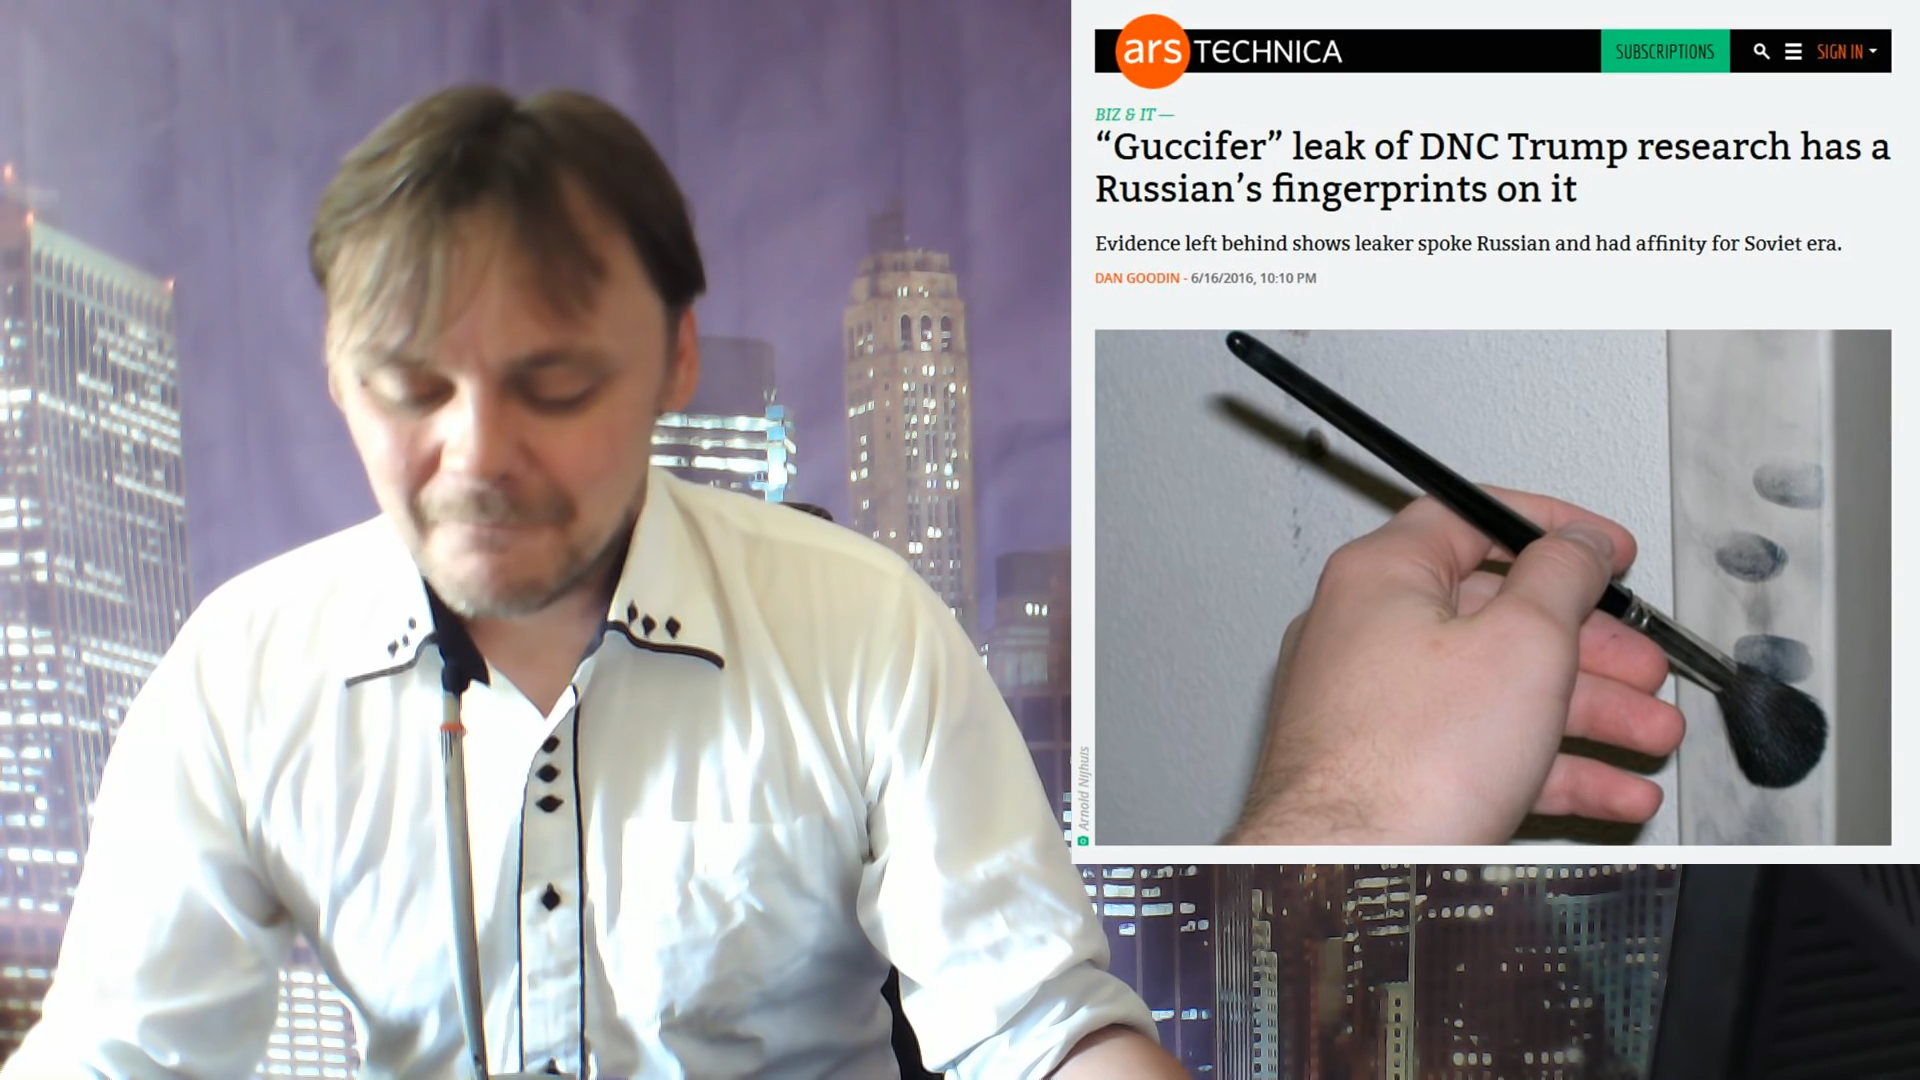 ars TECHNICA
SUBSCRIPTIONS
SIGN IN
BIZ & IT —
“Guccifer” leak of DNC Trump research has a
Russian’s fingerprints on it
Evidence left behind shows leaker spoke Russian and had affinity for Soviet era.
DAN GOODIN - 6/16/2016, 10:10 PM
Arnold Nijhuis